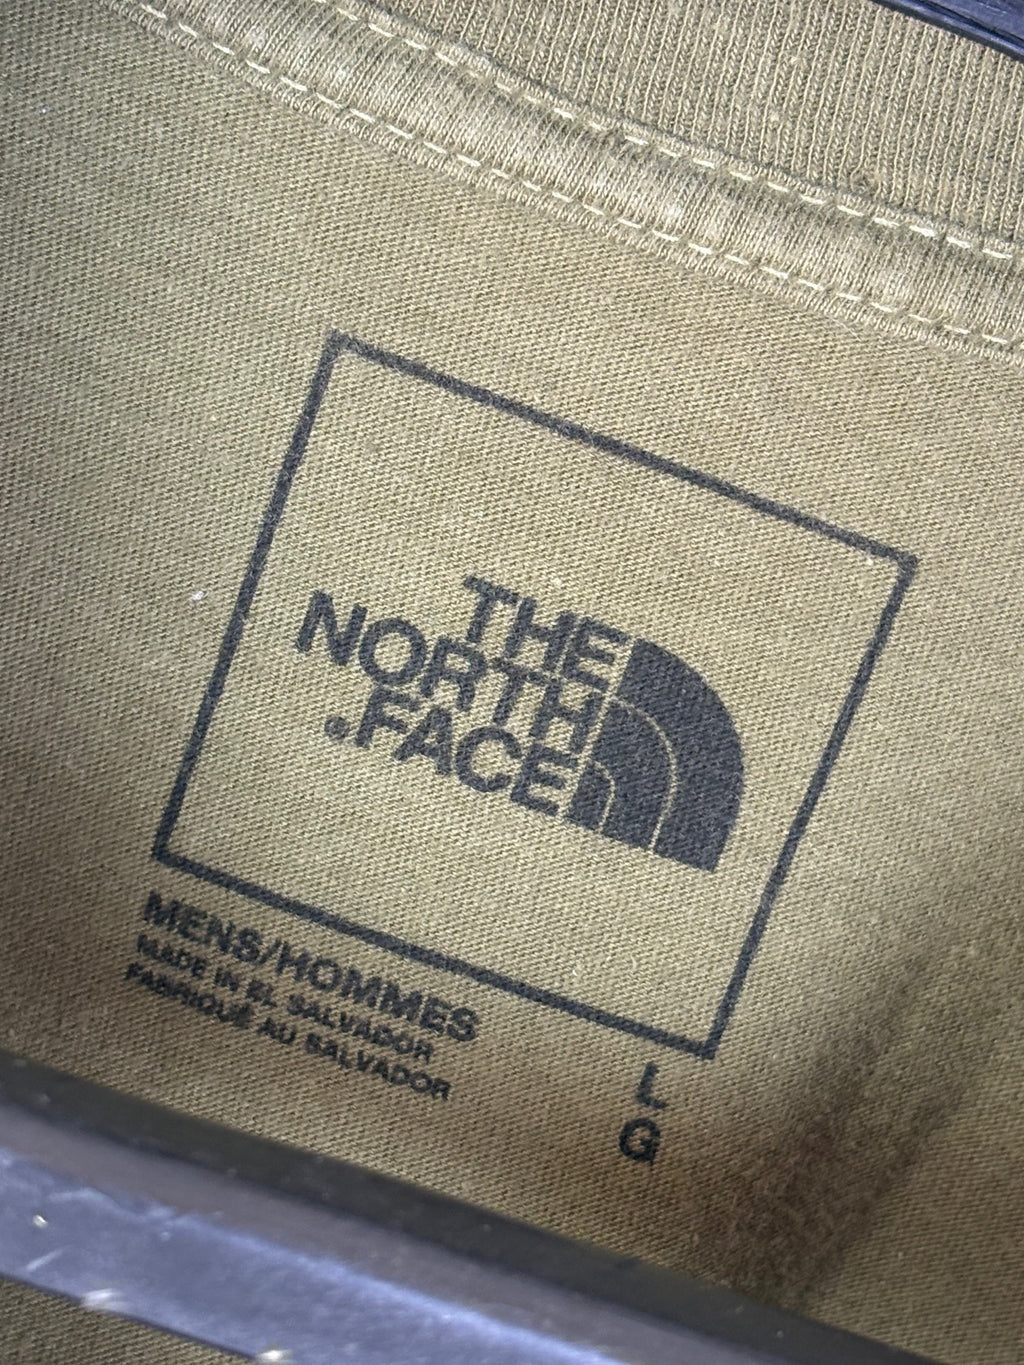 THE
NORTH
FACE
MENS/HOMMES
MADE IN EL SALVADOR
FABRIQUÉ AU SALVADOR
L
G